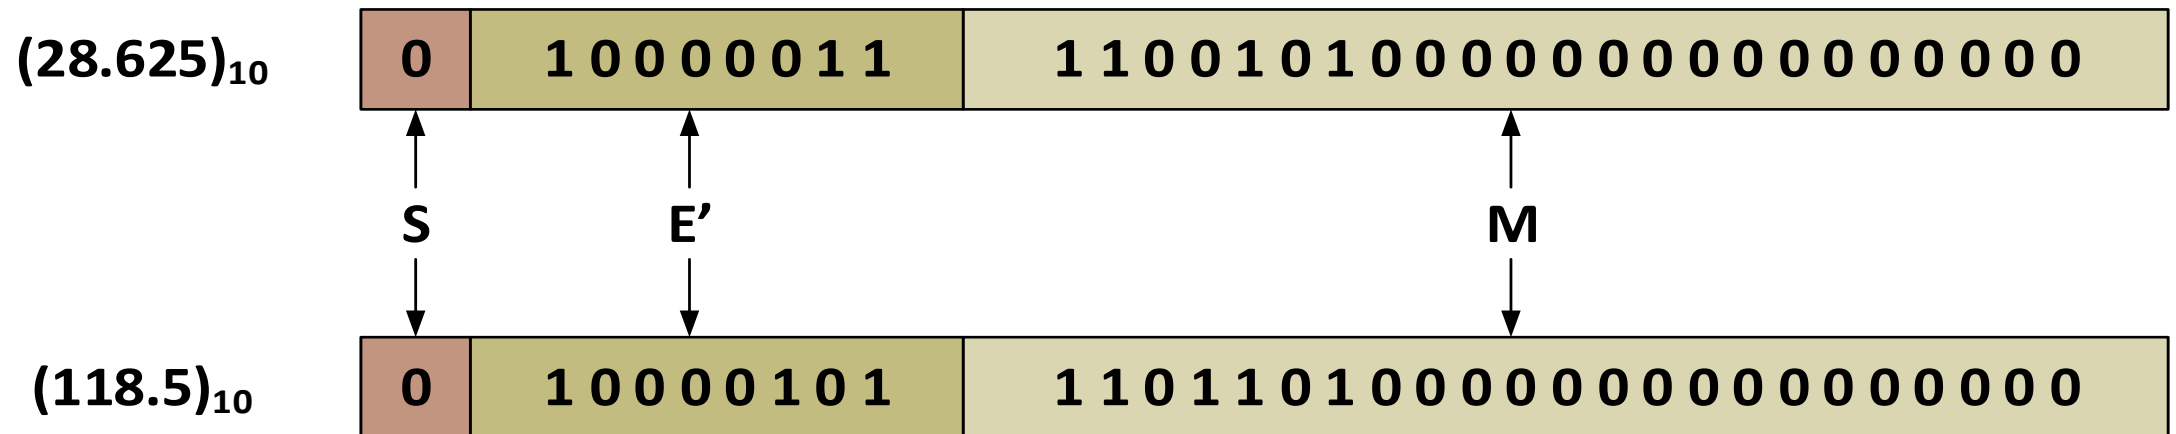 (28.625)₁₀ 0 1 0 0 0 0 0 1 1 1 1 0 0 1 0 1 0 0 0 0 0 0 0 0 0 0 0 0 0 0 0 0
S E’ M
(118.5)₁₀ 0 1 0 0 0 0 1 0 1 1 1 0 1 1 0 1 0 0 0 0 0 0 0 0 0 0 0 0 0 0 0 0